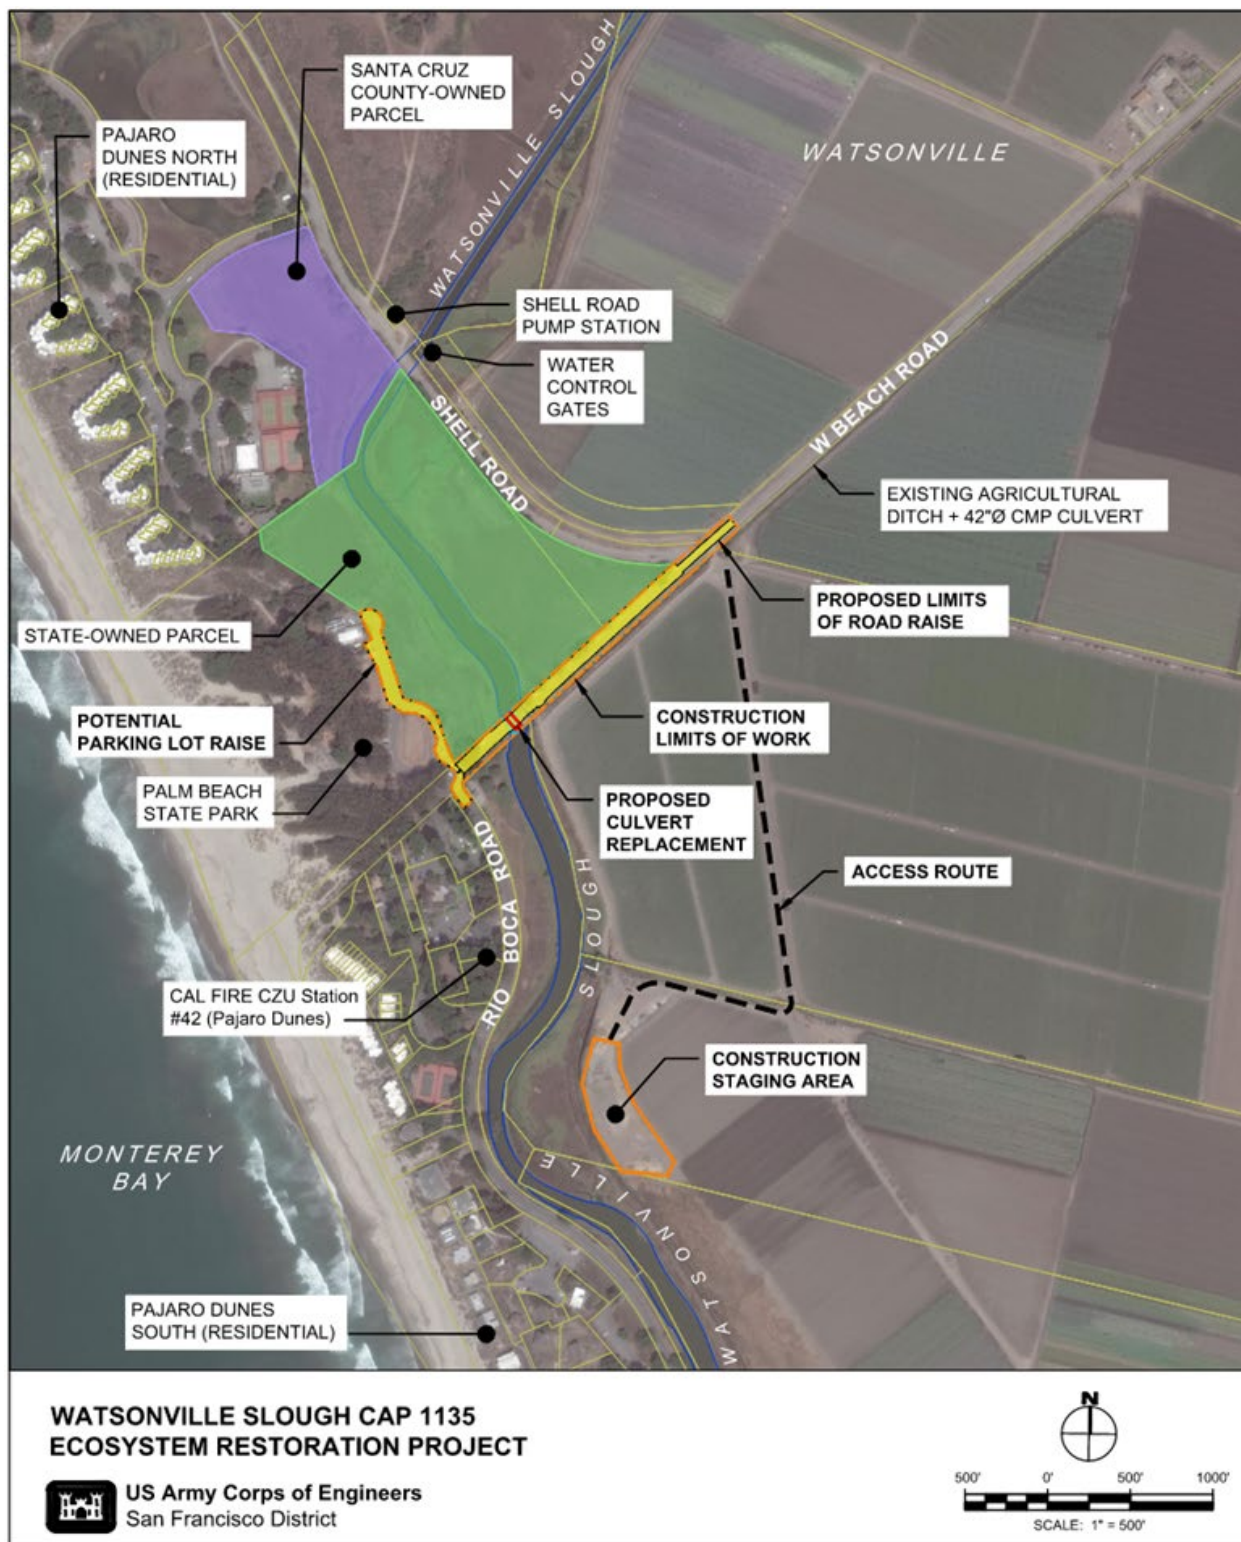 SANTA CRUZ
COUNTY-OWNED
PARCEL
PAJARO
DUNES NORTH
(RESIDENTIAL)
WATSONVILLE SLOUGH
WATSONVILLE
SHELL ROAD
PUMP STATION
WATER
CONTROL
GATES
SHELL ROAD
W BEACH ROAD
EXISTING AGRICULTURAL
DITCH + 42"Ø CMP CULVERT
STATE-OWNED PARCEL
PROPOSED LIMITS
OF ROAD RAISE
POTENTIAL
PARKING LOT RAISE
CONSTRUCTION
LIMITS OF WORK
PALM BEACH
STATE PARK
PROPOSED
CULVERT
REPLACEMENT
ACCESS ROUTE
RIO BOCA ROAD
CAL FIRE CZU Station
#42 (Pajaro Dunes)
CONSTRUCTION
STAGING AREA
MONTEREY
BAY
WATSONVILLE SLOUGH
PAJARO DUNES
SOUTH (RESIDENTIAL)
WATSONVILLE SLOUGH CAP 1135
ECOSYSTEM RESTORATION PROJECT
US Army Corps of Engineers
San Francisco District
N
500' 0' 500' 1000'
SCALE: 1" = 500'